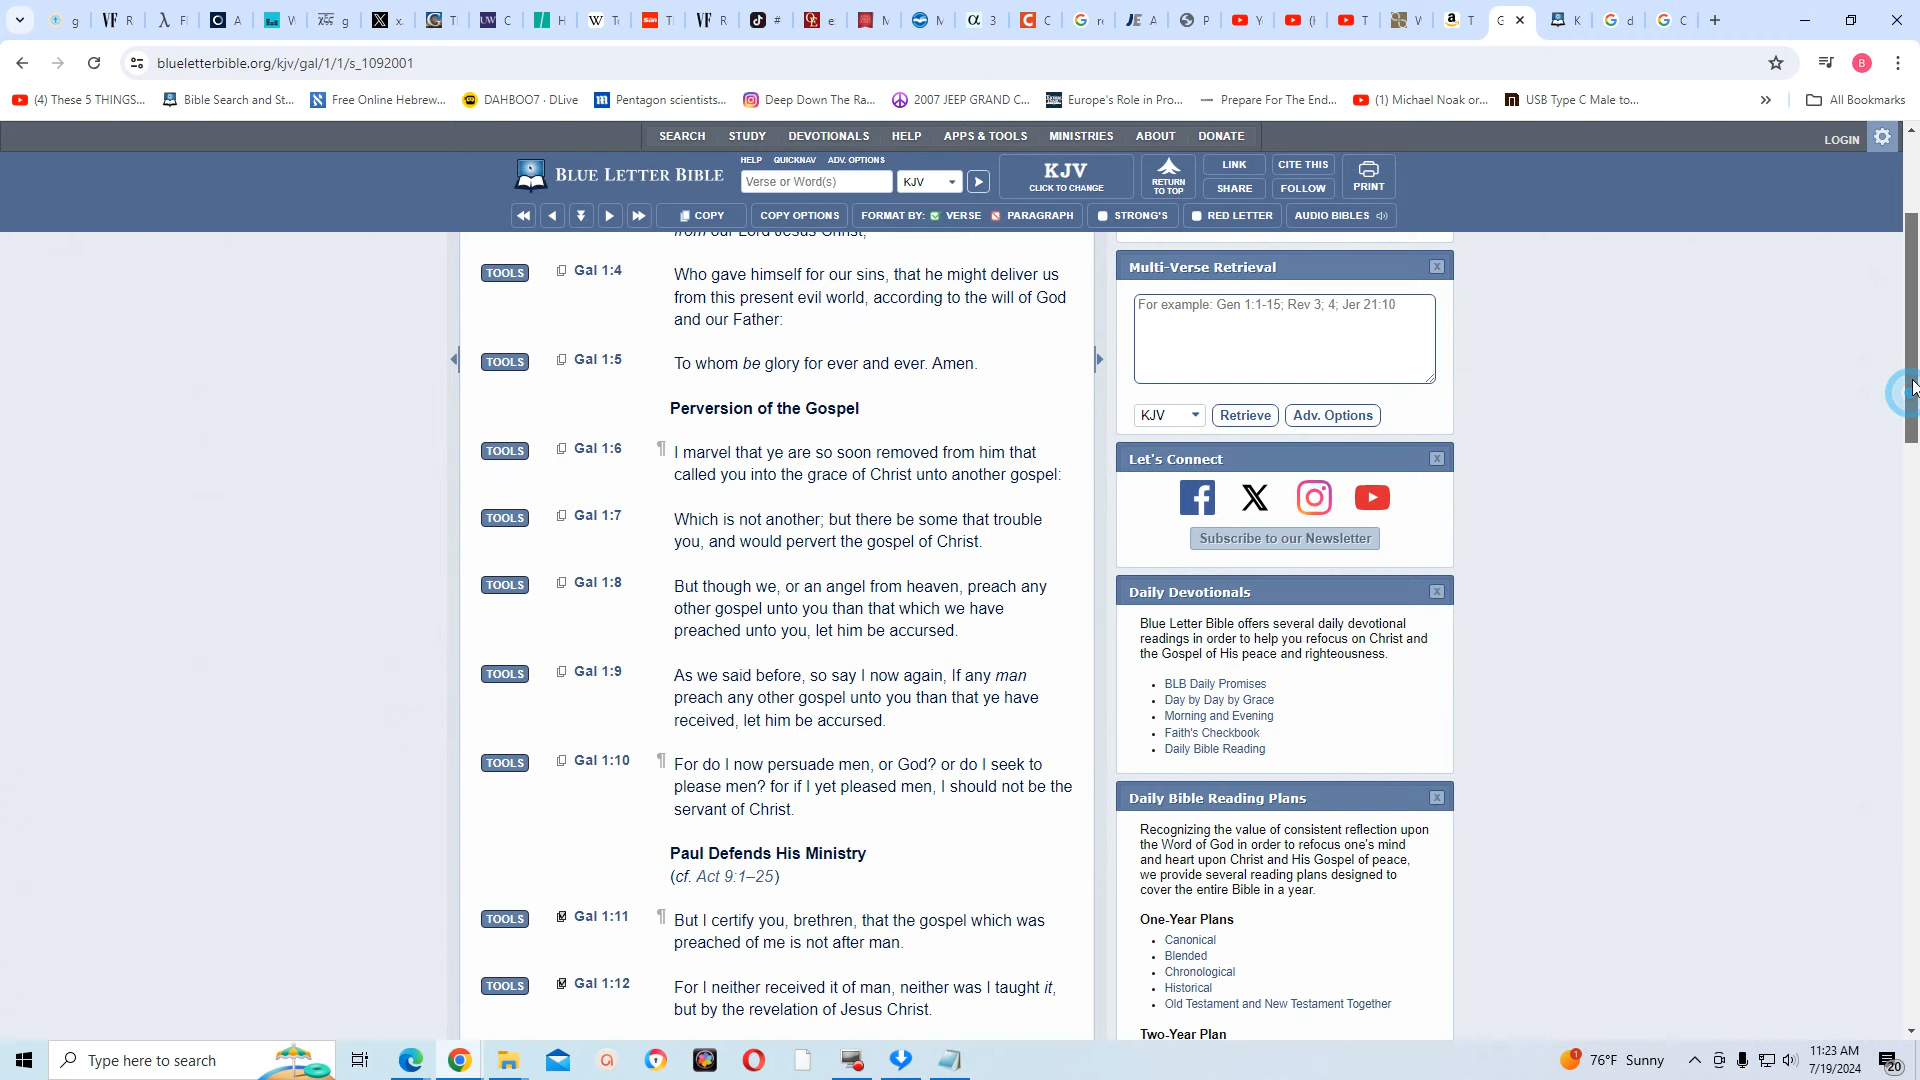 g
VF R
Fl
A
W
g
x.
Tl
UW C
H
W To
Sun Tl
VF R
#
e:
M
M
α 3
C C
re
JE A
P
Y
(
T
W
a T
G
K
d
C
blueletterbible.org/kjv/gal/1/1/s_1092001
B
(4) These 5 THINGS...
Bible Search and St...
Free Online Hebrew...
DAHBOO7 · DLive
Pentagon scientists...
Deep Down The Ra...
2007 JEEP GRAND C...
Europe's Role in Pro...
Prepare For The End...
(1) Michael Noak or...
USB Type C Male to...
All Bookmarks
SEARCH STUDY DEVOTIONALS HELP APPS & TOOLS MINISTRIES ABOUT DONATE
LOGIN
BLUE LETTER BIBLE
HELP QUICKNAV ADV. OPTIONS
Verse or Word(s)
KJV
KJV
CLICK TO CHANGE
RETURN
TO TOP
LINK
CITE THIS
SHARE
FOLLOW
PRINT
COPY COPY OPTIONS FORMAT BY: VERSE PARAGRAPH STRONG'S RED LETTER AUDIO BIBLES
from our Lord Jesus Christ,
TOOLS Gal 1:4 Who gave himself for our sins, that he might deliver us
from this present evil world, according to the will of God
and our Father:
TOOLS Gal 1:5 To whom be glory for ever and ever. Amen.
Perversion of the Gospel
TOOLS Gal 1:6 ¶ I marvel that ye are so soon removed from him that
called you into the grace of Christ unto another gospel:
TOOLS Gal 1:7 Which is not another; but there be some that trouble
you, and would pervert the gospel of Christ.
TOOLS Gal 1:8 But though we, or an angel from heaven, preach any
other gospel unto you than that which we have
preached unto you, let him be accursed.
TOOLS Gal 1:9 As we said before, so say I now again, If any man
preach any other gospel unto you than that ye have
received, let him be accursed.
TOOLS Gal 1:10 ¶ For do I now persuade men, or God? or do I seek to
please men? for if I yet pleased men, I should not be the
servant of Christ.
Paul Defends His Ministry
(cf. Act 9:1–25)
TOOLS Gal 1:11 ¶ But I certify you, brethren, that the gospel which was
preached of me is not after man.
TOOLS Gal 1:12 For I neither received it of man, neither was I taught it,
but by the revelation of Jesus Christ.
Multi-Verse Retrieval X
For example: Gen 1:1-15; Rev 3; 4; Jer 21:10
KJV Retrieve Adv. Options
Let's Connect X
Subscribe to our Newsletter
Daily Devotionals X
Blue Letter Bible offers several daily devotional
readings in order to help you refocus on Christ and
the Gospel of His peace and righteousness.
BLB Daily Promises
Day by Day by Grace
Morning and Evening
Faith's Checkbook
Daily Bible Reading
Daily Bible Reading Plans X
Recognizing the value of consistent reflection upon
the Word of God in order to refocus one's mind
and heart upon Christ and His Gospel of peace,
we provide several reading plans designed to
cover the entire Bible in a year.
One-Year Plans
Canonical
Blended
Chronological
Historical
Old Testament and New Testament Together
Two-Year Plan
Type here to search
1
76°F Sunny
11:23 AM
7/19/2024
20